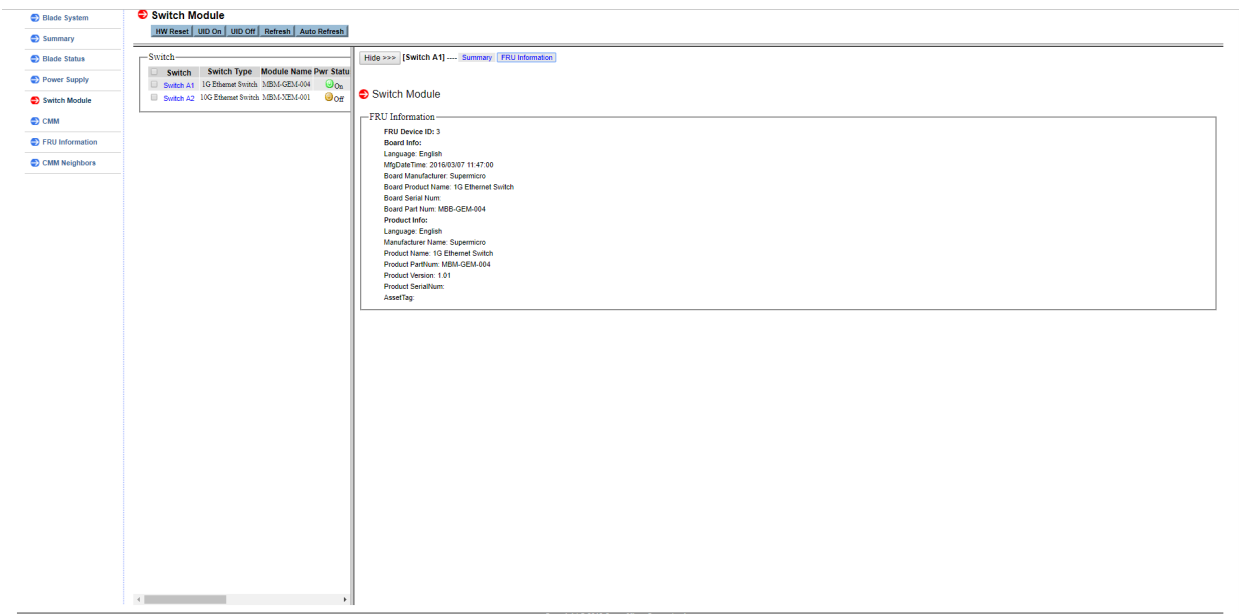 Blade System
Summary
Blade Status
Power Supply
Switch Module
CMM
FRU Information
CMM Neighbors
Switch Module
HW Reset UID On UID Off Refresh Auto Refresh
Switch
Switch Switch Type Module Name Pwr Statu
Switch A1 1G Ethernet Switch MBM-GEM-004 On
Switch A2 10G Ethernet Switch MBM-XEM-001 Off
Hide >>> [Switch A1] ---- Summary FRU Information
Switch Module
FRU Information
FRU Device ID: 3
Board Info:
Language: English
MfgDateTime: 2016/03/07 11:47:00
Board Manufacturer: Supermicro
Board Product Name: 1G Ethernet Switch
Board Serial Num:
Board Part Num: MBB-GEM-004
Product Info:
Language: English
Manufacturer Name: Supermicro
Product Name: 1G Ethernet Switch
Product PartNum: MBM-GEM-004
Product Version: 1.01
Product SerialNum:
AssetTag: